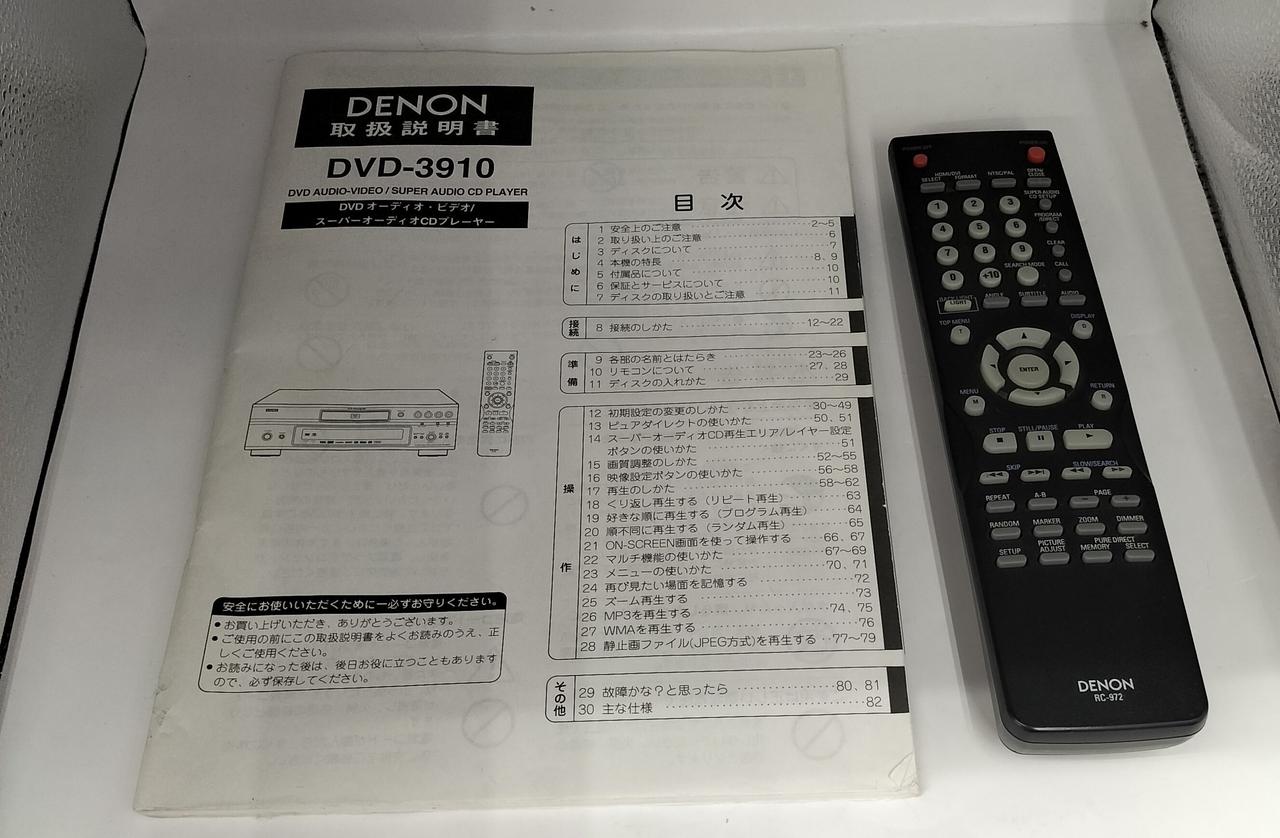 DENON
取扱説明書
DVD-3910
DVD AUDIO-VIDEO / SUPER AUDIO CD PLAYER
DVD オーディオ・ビデオ/
スーパーオーディオCDプレーヤー
目 次
はじめに
1 安全上のご注意 2〜5
2 取り扱い上のご注意 6
3 ディスクについて 7
4 本機の特長 8、9
5 付属品について 10
6 保証とサービスについて 10
7 ディスクの取り扱いとご注意 11
接続
8 接続のしかた 12〜22
準備
9 各部の名前とはたらき 23〜26
10 リモコンについて 27、28
11 ディスクの入れかた 29
操作
12 初期設定の変更のしかた 30〜49
13 ピュアダイレクトの使いかた 50、51
14 スーパーオーディオCD再生エリア/レイヤー設定
ボタンの使いかた 51
15 画質調整のしかた 52〜55
16 映像設定ボタンの使いかた 56〜58
17 再生のしかた 58〜62
18 くり返し再生する（リピート再生） 63
19 好きな順に再生する（プログラム再生） 64
20 順不同に再生する（ランダム再生） 65
21 ON-SCREEN画面を使って操作する 66、67
22 マルチ機能の使いかた 67〜69
23 メニューの使いかた 70、71
24 再び見たい場面を記憶する 72
25 ズーム再生する 73
26 MP3を再生する 74、75
27 WMAを再生する 76
28 静止画ファイル(JPEG方式)を再生する 77〜79
その他
29 故障かな？と思ったら 80、81
30 主な仕様 82
安全にお使いいただくために―必ずお守りください。
●お買い上げいただき、ありがとうございます。
●ご使用の前にこの取扱説明書をよくお読みのうえ、正
しくご使用ください。
●お読みになった後は、後日お役に立つこともあります
ので、必ず保存してください。
DENON
POWER OFF
POWER ON
HDMI/DVI
SELECT FORMAT NTSC/PAL OPEN/
CLOSE
SUPER AUDIO
CD SETUP
1 2 3
PROGRAM
/DIRECT
4 5 6
CLEAR
7 8 9
SEARCH MODE CALL
0 +10
BACK LIGHT
LIGHT
ANGLE SUBTITLE AUDIO
TOP MENU DISPLAY
T D
ENTER
MENU RETURN
M R
STOP STILL/PAUSE PLAY
SKIP SLOW/SEARCH
REPEAT A-B PAGE
− +
RANDOM MARKER ZOOM DIMMER
SETUP PICTURE
ADJUST
PURE DIRECT
MEMORY SELECT
DENON
RC-972